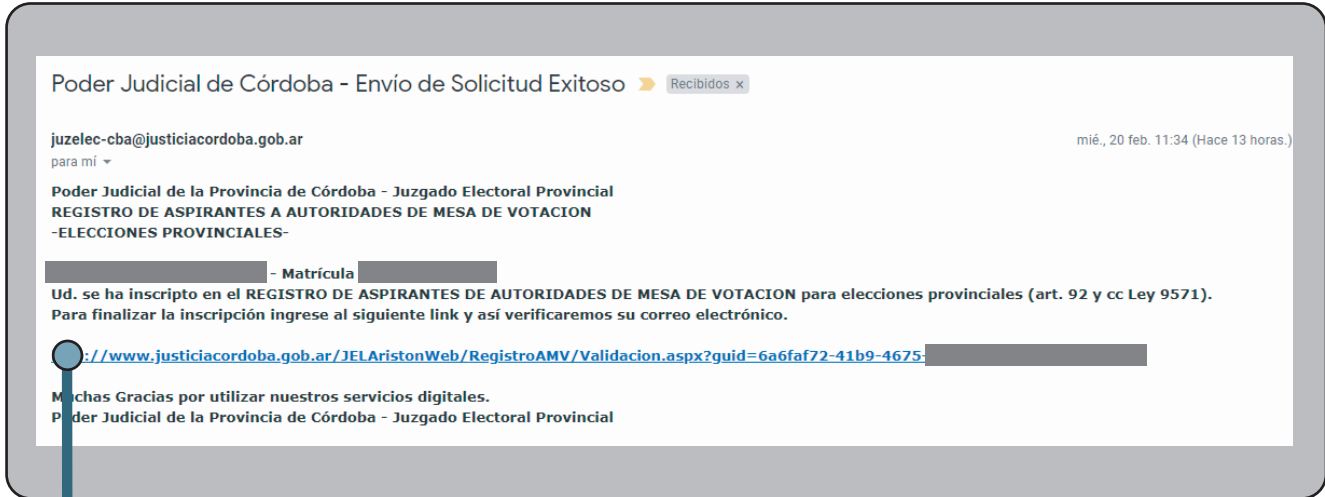 Poder Judicial de Córdoba - Envío de Solicitud Exitoso Recibidos x
juzelec-cba@justiciacordoba.gob.ar mié., 20 feb. 11:34 (Hace 13 horas.)
para mí
Poder Judicial de la Provincia de Córdoba - Juzgado Electoral Provincial
REGISTRO DE ASPIRANTES A AUTORIDADES DE MESA DE VOTACION
-ELECCIONES PROVINCIALES-
- Matrícula
Ud. se ha inscripto en el REGISTRO DE ASPIRANTES DE AUTORIDADES DE MESA DE VOTACION para elecciones provinciales (art. 92 y cc Ley 9571).
Para finalizar la inscripción ingrese al siguiente link y así verificaremos su correo electrónico.
://www.justiciacordoba.gob.ar/JELAristonWeb/RegistroAMV/Validacion.aspx?guid=6a6faf72-41b9-4675-
Muchas Gracias por utilizar nuestros servicios digitales.
Poder Judicial de la Provincia de Córdoba - Juzgado Electoral Provincial